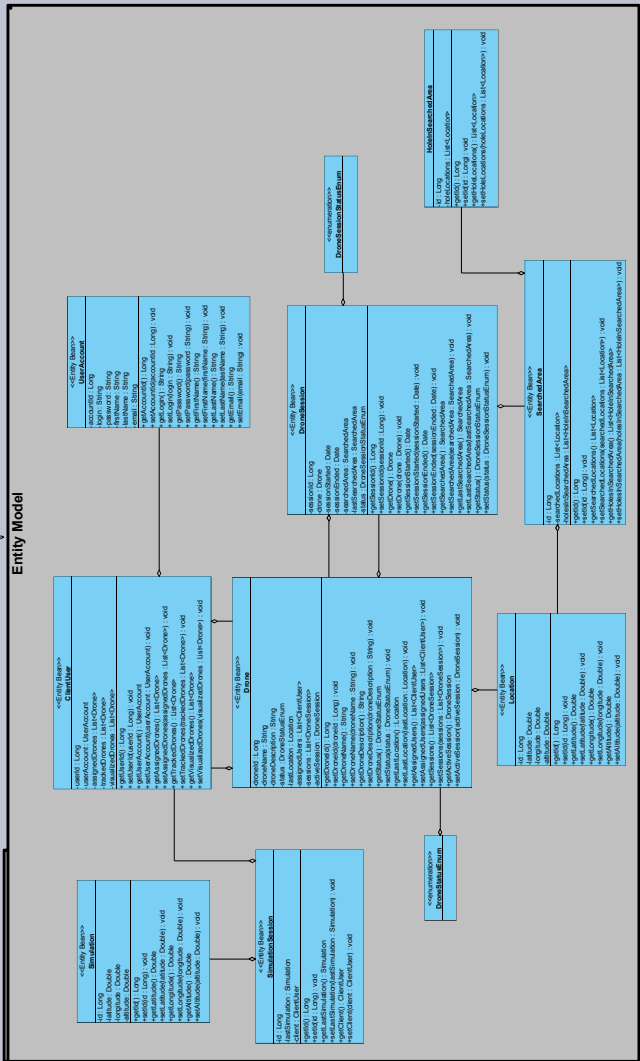 Entity Model
<<Entity Bean>>
Simulation
-id : Long
-latitude : Double
-longitude : Double
-altitude : Double
+getId() : Long
+setId(id : Long) : void
+getLatitude() : Double
+setLatitude(latitude : Double) : void
+getLongitude() : Double
+setLongitude(longitude : Double) : void
+getAltitude() : Double
+setAltitude(altitude : Double) : void
<<Entity Bean>>
ClientUser
-userId : Long
-userAccount : UserAccount
-assignedDrones : List<Drone>
-trackedDrones : List<Drone>
-visualizedDrones : List<Drone>
+getUserId() : Long
+setUserId(userId : Long) : void
+getUserAccount() : UserAccount
+setUserAccount(userAccount : UserAccount) : void
+getAssignedDrones() : List<Drone>
+setAssignedDrones(assignedDrones : List<Drone>) : void
+getTrackedDrones() : List<Drone>
+setTrackedDrones(trackedDrones : List<Drone>) : void
+getVisualizedDrones() : List<Drone>
+setVisualizedDrones(visualizedDrones : List<Drone>) : void
<<Entity Bean>>
UserAccount
-accountId : Long
-login : String
-password : String
-firstName : String
-lastName : String
-email : String
+getAccountId() : Long
+setAccountId(accountId : Long) : void
+getLogin() : String
+setLogin(login : String) : void
+getPassword() : String
+setPassword(password : String) : void
+getFirstName() : String
+setFirstName(firstName : String) : void
+getLastName() : String
+setLastName(lastName : String) : void
+getEmail() : String
+setEmail(email : String) : void
<<Entity Bean>>
SimulationSession
-id : Long
-lastSimulation : Simulation
-client : ClientUser
+getId() : Long
+setId(id : Long) : void
+getLastSimulation() : Simulation
+setLastSimulation(lastSimulation : Simulation) : void
+getClient() : ClientUser
+setClient(client : ClientUser) : void
<<Entity Bean>>
Drone
-droneId : Long
-droneName : String
-droneDescription : String
-status : DroneStatusEnum
-lastLocation : Location
-assignedUsers : List<ClientUser>
-sessions : List<DroneSession>
-activeSession : DroneSession
+getDroneId() : Long
+setDroneId(droneId : Long) : void
+getDroneName() : String
+setDroneName(droneName : String) : void
+getDroneDescription() : String
+setDroneDescription(droneDescription : String) : void
+getStatus() : DroneStatusEnum
+setStatus(status : DroneStatusEnum) : void
+getLastLocation() : Location
+setLastLocation(lastLocation : Location) : void
+getAssignedUsers() : List<ClientUser>
+setAssignedUsers(assignedUsers : List<ClientUser>) : void
+getSessions() : List<DroneSession>
+setSessions(sessions : List<DroneSession>) : void
+getActiveSession() : DroneSession
+setActiveSession(activeSession : DroneSession) : void
<<Entity Bean>>
DroneSession
-sessionId : Long
-drone : Drone
-sessionStarted : Date
-sessionEnded : Date
-searchedArea : SearchedArea
-lastSearchedArea : SearchedArea
-status : DroneSessionStatusEnum
+getSessionId() : Long
+setSessionId(sessionId : Long) : void
+getDrone() : Drone
+setDrone(drone : Drone) : void
+getSessionStarted() : Date
+setSessionStarted(sessionStarted : Date) : void
+getSessionEnded() : Date
+setSessionEnded(sessionEnded : Date) : void
+getSearchedArea() : SearchedArea
+setSearchedArea(searchedArea : SearchedArea) : void
+getLastSearchedArea() : SearchedArea
+setLastSearchedArea(lastSearchedArea : SearchedArea) : void
+getStatus() : DroneSessionStatusEnum
+setStatus(status : DroneSessionStatusEnum) : void
<<enumeration>>
DroneSessionStatusEnum
<<enumeration>>
DroneStatusEnum
HoleInSearchedArea
-id : Long
-holeLocations : List<Location>
+getId() : Long
+setId(id : Long) : void
+getHoleLocations() : List<Location>
+setHoleLocations(holeLocations : List<Location>) : void
<<Entity Bean>>
Location
-id : Long
-latitude : Double
-longitude : Double
-altitude : Double
+getId() : Long
+setId(id : Long) : void
+getLatitude() : Double
+setLatitude(latitude : Double) : void
+getLongitude() : Double
+setLongitude(longitude : Double) : void
+getAltitude() : Double
+setAltitude(altitude : Double) : void
<<Entity Bean>>
SearchedArea
-id : Long
-searchedLocations : List<Location>
-holesInSearchedArea : List<HoleInSearchedArea>
+getId() : Long
+setId(id : Long) : void
+getSearchedLocations() : List<Location>
+setSearchedLocations(searchedLocations : List<Location>) : void
+getHolesInSearchedArea() : List<HoleInSearchedArea>
+setHolesInSearchedArea(holesInSearchedArea : List<HoleInSearchedArea>) : void